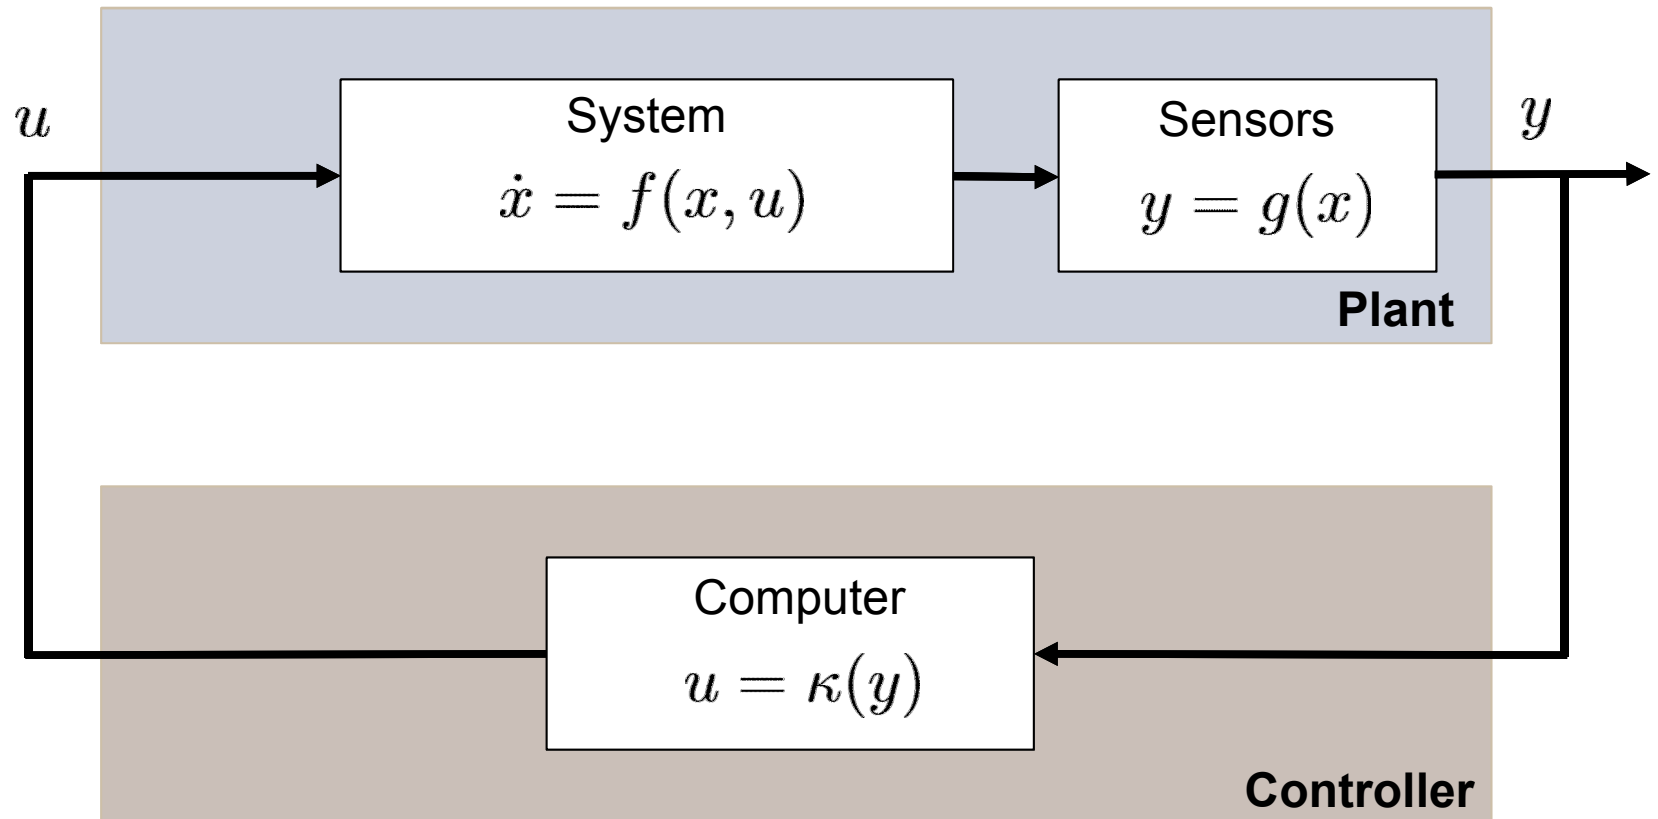 u
System
ẋ = f(x, u)
Sensors
y = g(x)
y
Plant
Computer
u = κ(y)
Controller